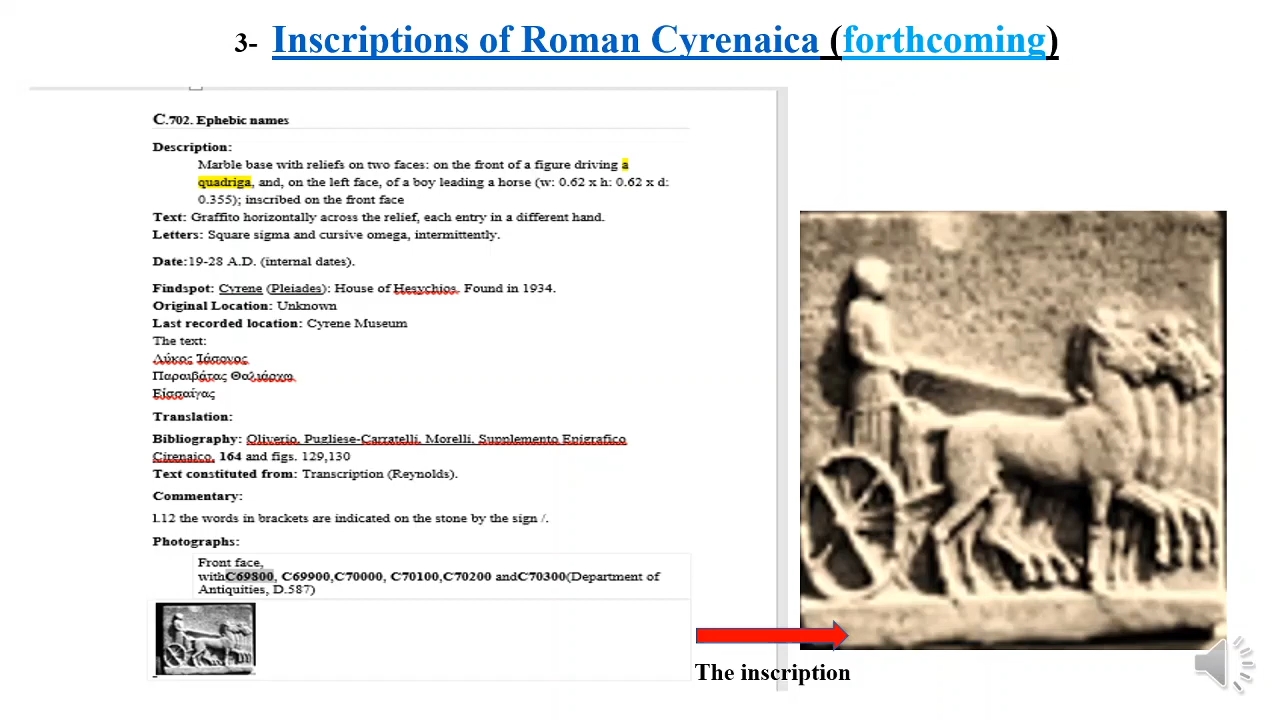 3- Inscriptions of Roman Cyrenaica (forthcoming)
C.702. Ephebic names
Description:
Marble base with reliefs on two faces: on the front of a figure driving a
quadriga, and, on the left face, of a boy leading a horse (w: 0.62 x h: 0.62 x d:
0.355); inscribed on the front face
Text: Graffito horizontally across the relief, each entry in a different hand.
Letters: Square sigma and cursive omega, intermittently.
Date:19-28 A.D. (internal dates).
Findspot: Cyrene (Pleiades): House of Hesychios. Found in 1934.
Original Location: Unknown
Last recorded location: Cyrene Museum
The text:
Λύκος Ἰάσονος
Παραιβάτας Θαλιάρχω
Εἰσσαίγας
Translation:
Bibliography: Oliverio, Pugliese-Carratelli, Morelli, Supplemento Epigrafico
Cirenaico, 164 and figs. 129,130
Text constituted from: Transcription (Reynolds).
Commentary:
l.12 the words in brackets are indicated on the stone by the sign /.
Photographs:
Front face,
withC69800, C69900,C70000, C70100,C70200 andC70300(Department of
Antiquities, D.587)
The inscription